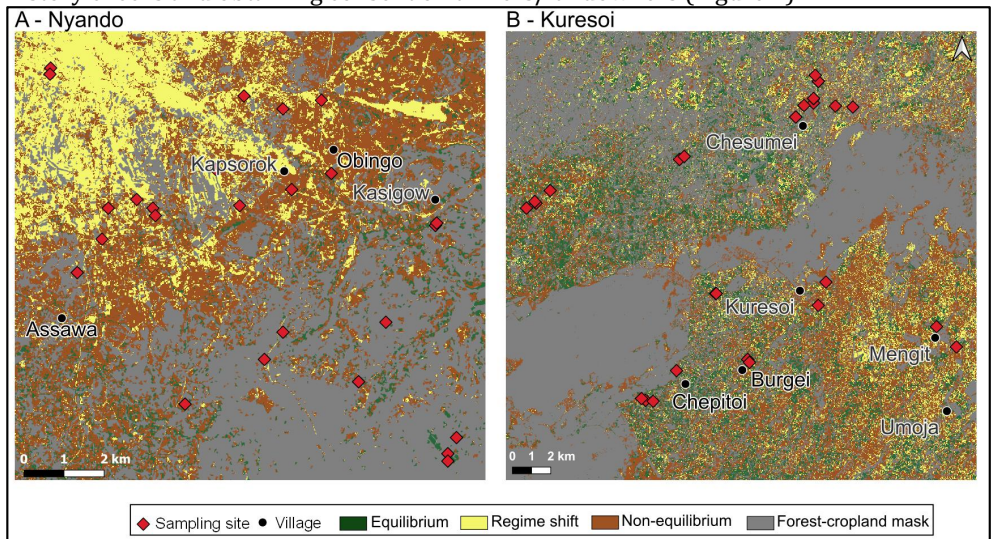 A - Nyando
B - Kuresoi
Kapsorok
Obingo
Kasigow
Assawa
0 1 2 km
Chesumei
Kuresoi
Mengit
Burgei
Chepitoi
Umoja
0 1 2 km
Sampling site Village Equilibrium Regime shift Non-equilibrium Forest-cropland mask